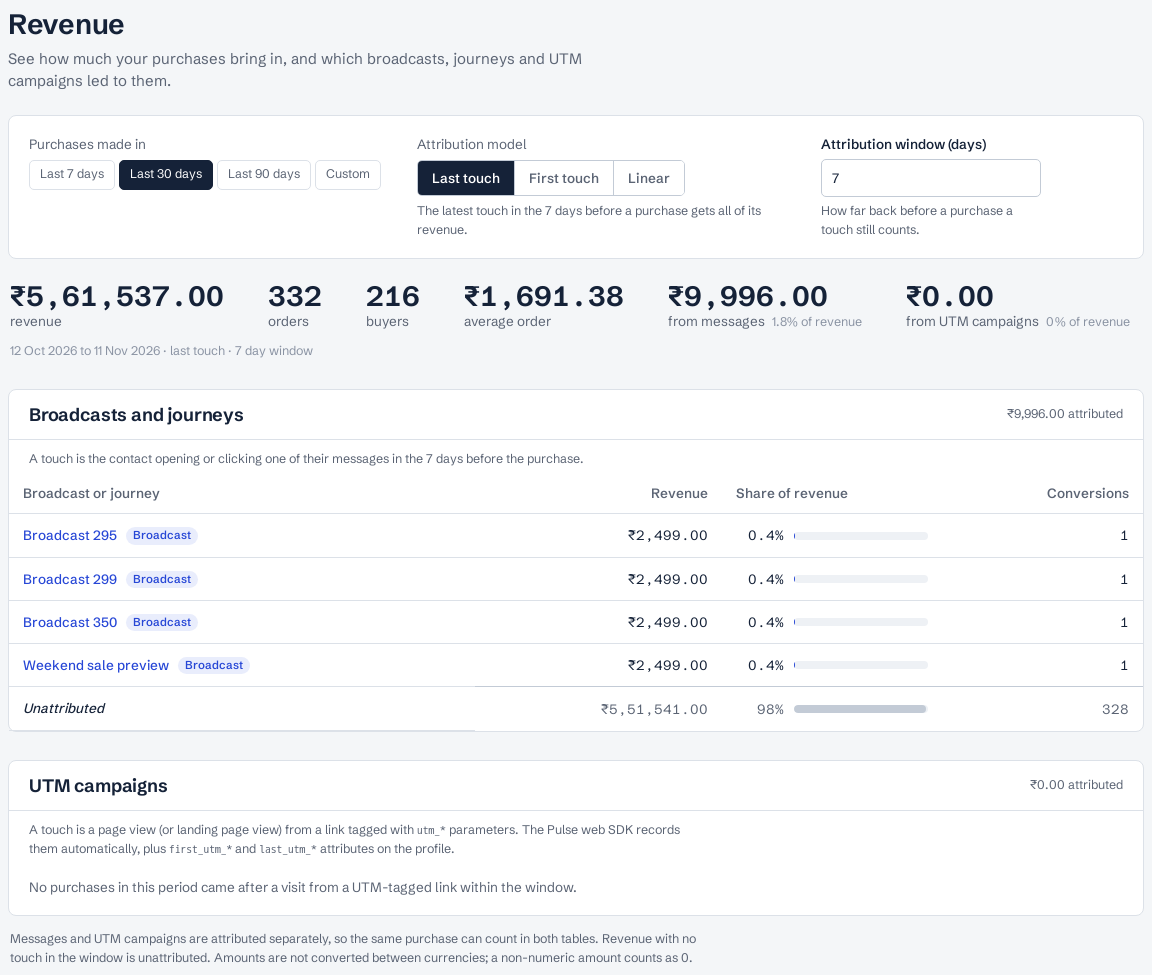 Revenue
See how much your purchases bring in, and which broadcasts, journeys and UTM
campaigns led to them.
Purchases made in
Last 7 days Last 30 days Last 90 days Custom
Attribution model
Last touch First touch Linear
The latest touch in the 7 days before a purchase gets all of its
revenue.
Attribution window (days)
7
How far back before a purchase a
touch still counts.
₹5,61,537.00
revenue
332
orders
216
buyers
₹1,691.38
average order
₹9,996.00
from messages 1.8% of revenue
₹0.00
from UTM campaigns 0% of revenue
12 Oct 2026 to 11 Nov 2026 · last touch · 7 day window
Broadcasts and journeys ₹9,996.00 attributed
A touch is the contact opening or clicking one of their messages in the 7 days before the purchase.
Broadcast or journey Revenue Share of revenue Conversions
Broadcast 295 Broadcast ₹2,499.00 0.4% 1
Broadcast 299 Broadcast ₹2,499.00 0.4% 1
Broadcast 350 Broadcast ₹2,499.00 0.4% 1
Weekend sale preview Broadcast ₹2,499.00 0.4% 1
Unattributed ₹5,51,541.00 98% 328
UTM campaigns ₹0.00 attributed
A touch is a page view (or landing page view) from a link tagged with utm_* parameters. The Pulse web SDK records
them automatically, plus first_utm_* and last_utm_* attributes on the profile.
No purchases in this period came after a visit from a UTM-tagged link within the window.
Messages and UTM campaigns are attributed separately, so the same purchase can count in both tables. Revenue with no
touch in the window is unattributed. Amounts are not converted between currencies; a non-numeric amount counts as 0.